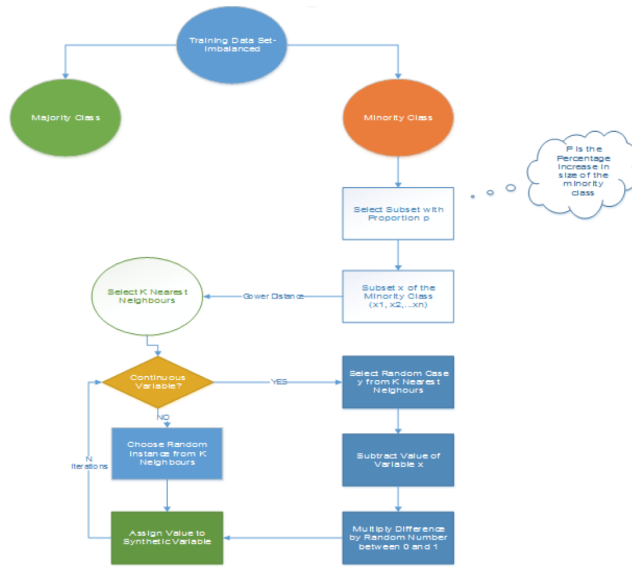 Training Data Set-
Imbalanced
Majority Class
Minority Class
P is the
Percentage
increase in
size of the
minority
class
Select Subset with
Proportion p
Subset x of the
Minority Class
(x1, x2,...xn)
Gower Distance
Select K Nearest
Neighbours
Continuous
Variable?
YES
Select Random Case
y from K Nearest
Neighours
NO
Choose Random
Instance from K
Neighbours
N
Iterations
Subtract Value of
Variable x
Assign Value to
Synthetic Variable
Multiply Difference
by Random Number
between 0 and 1